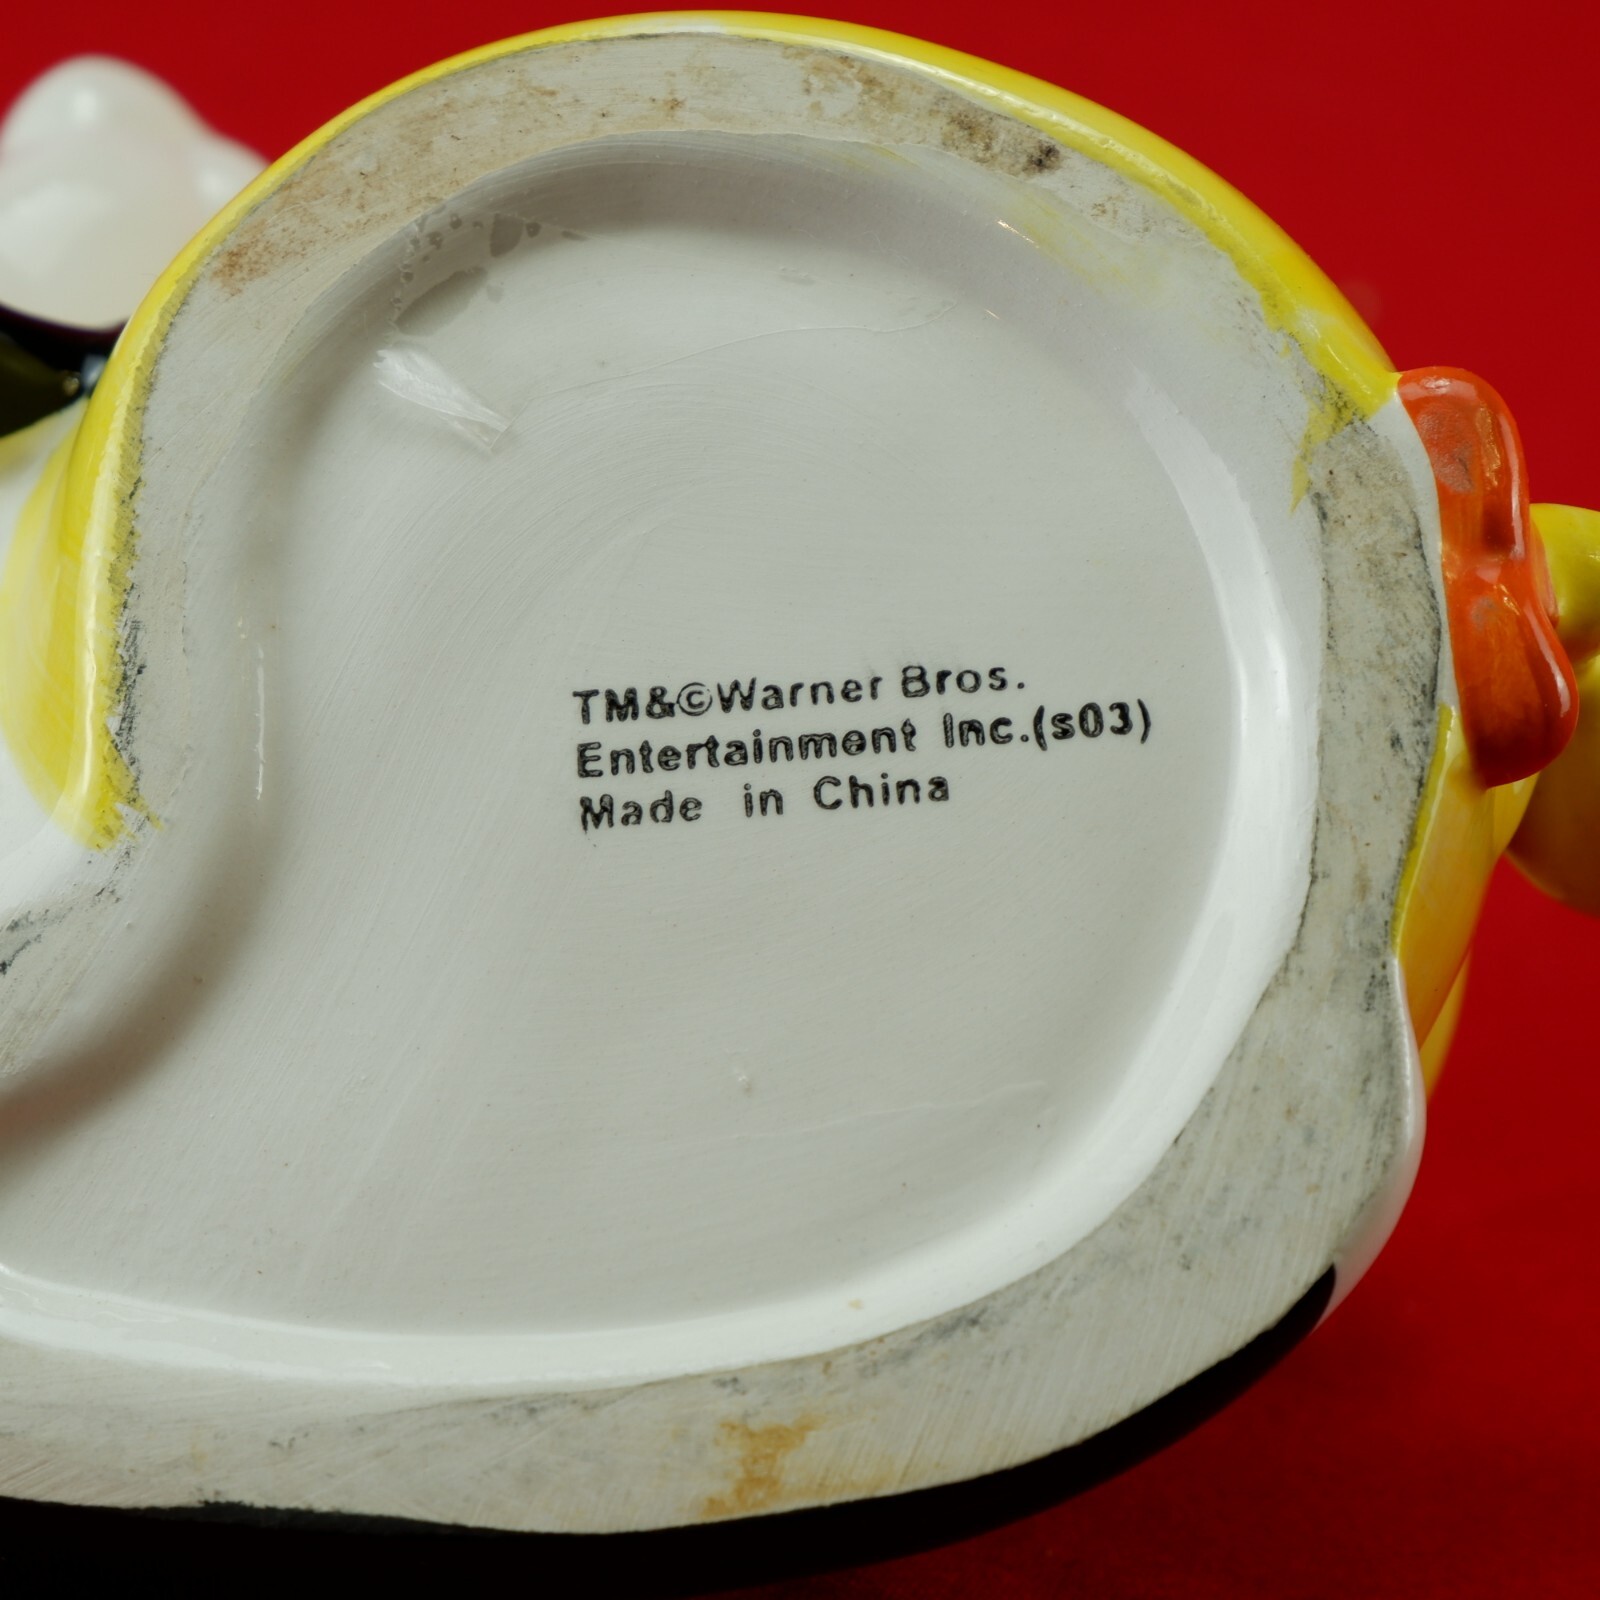 TM&©Warner Bros.
Entertainment Inc.(s03)
Made in China